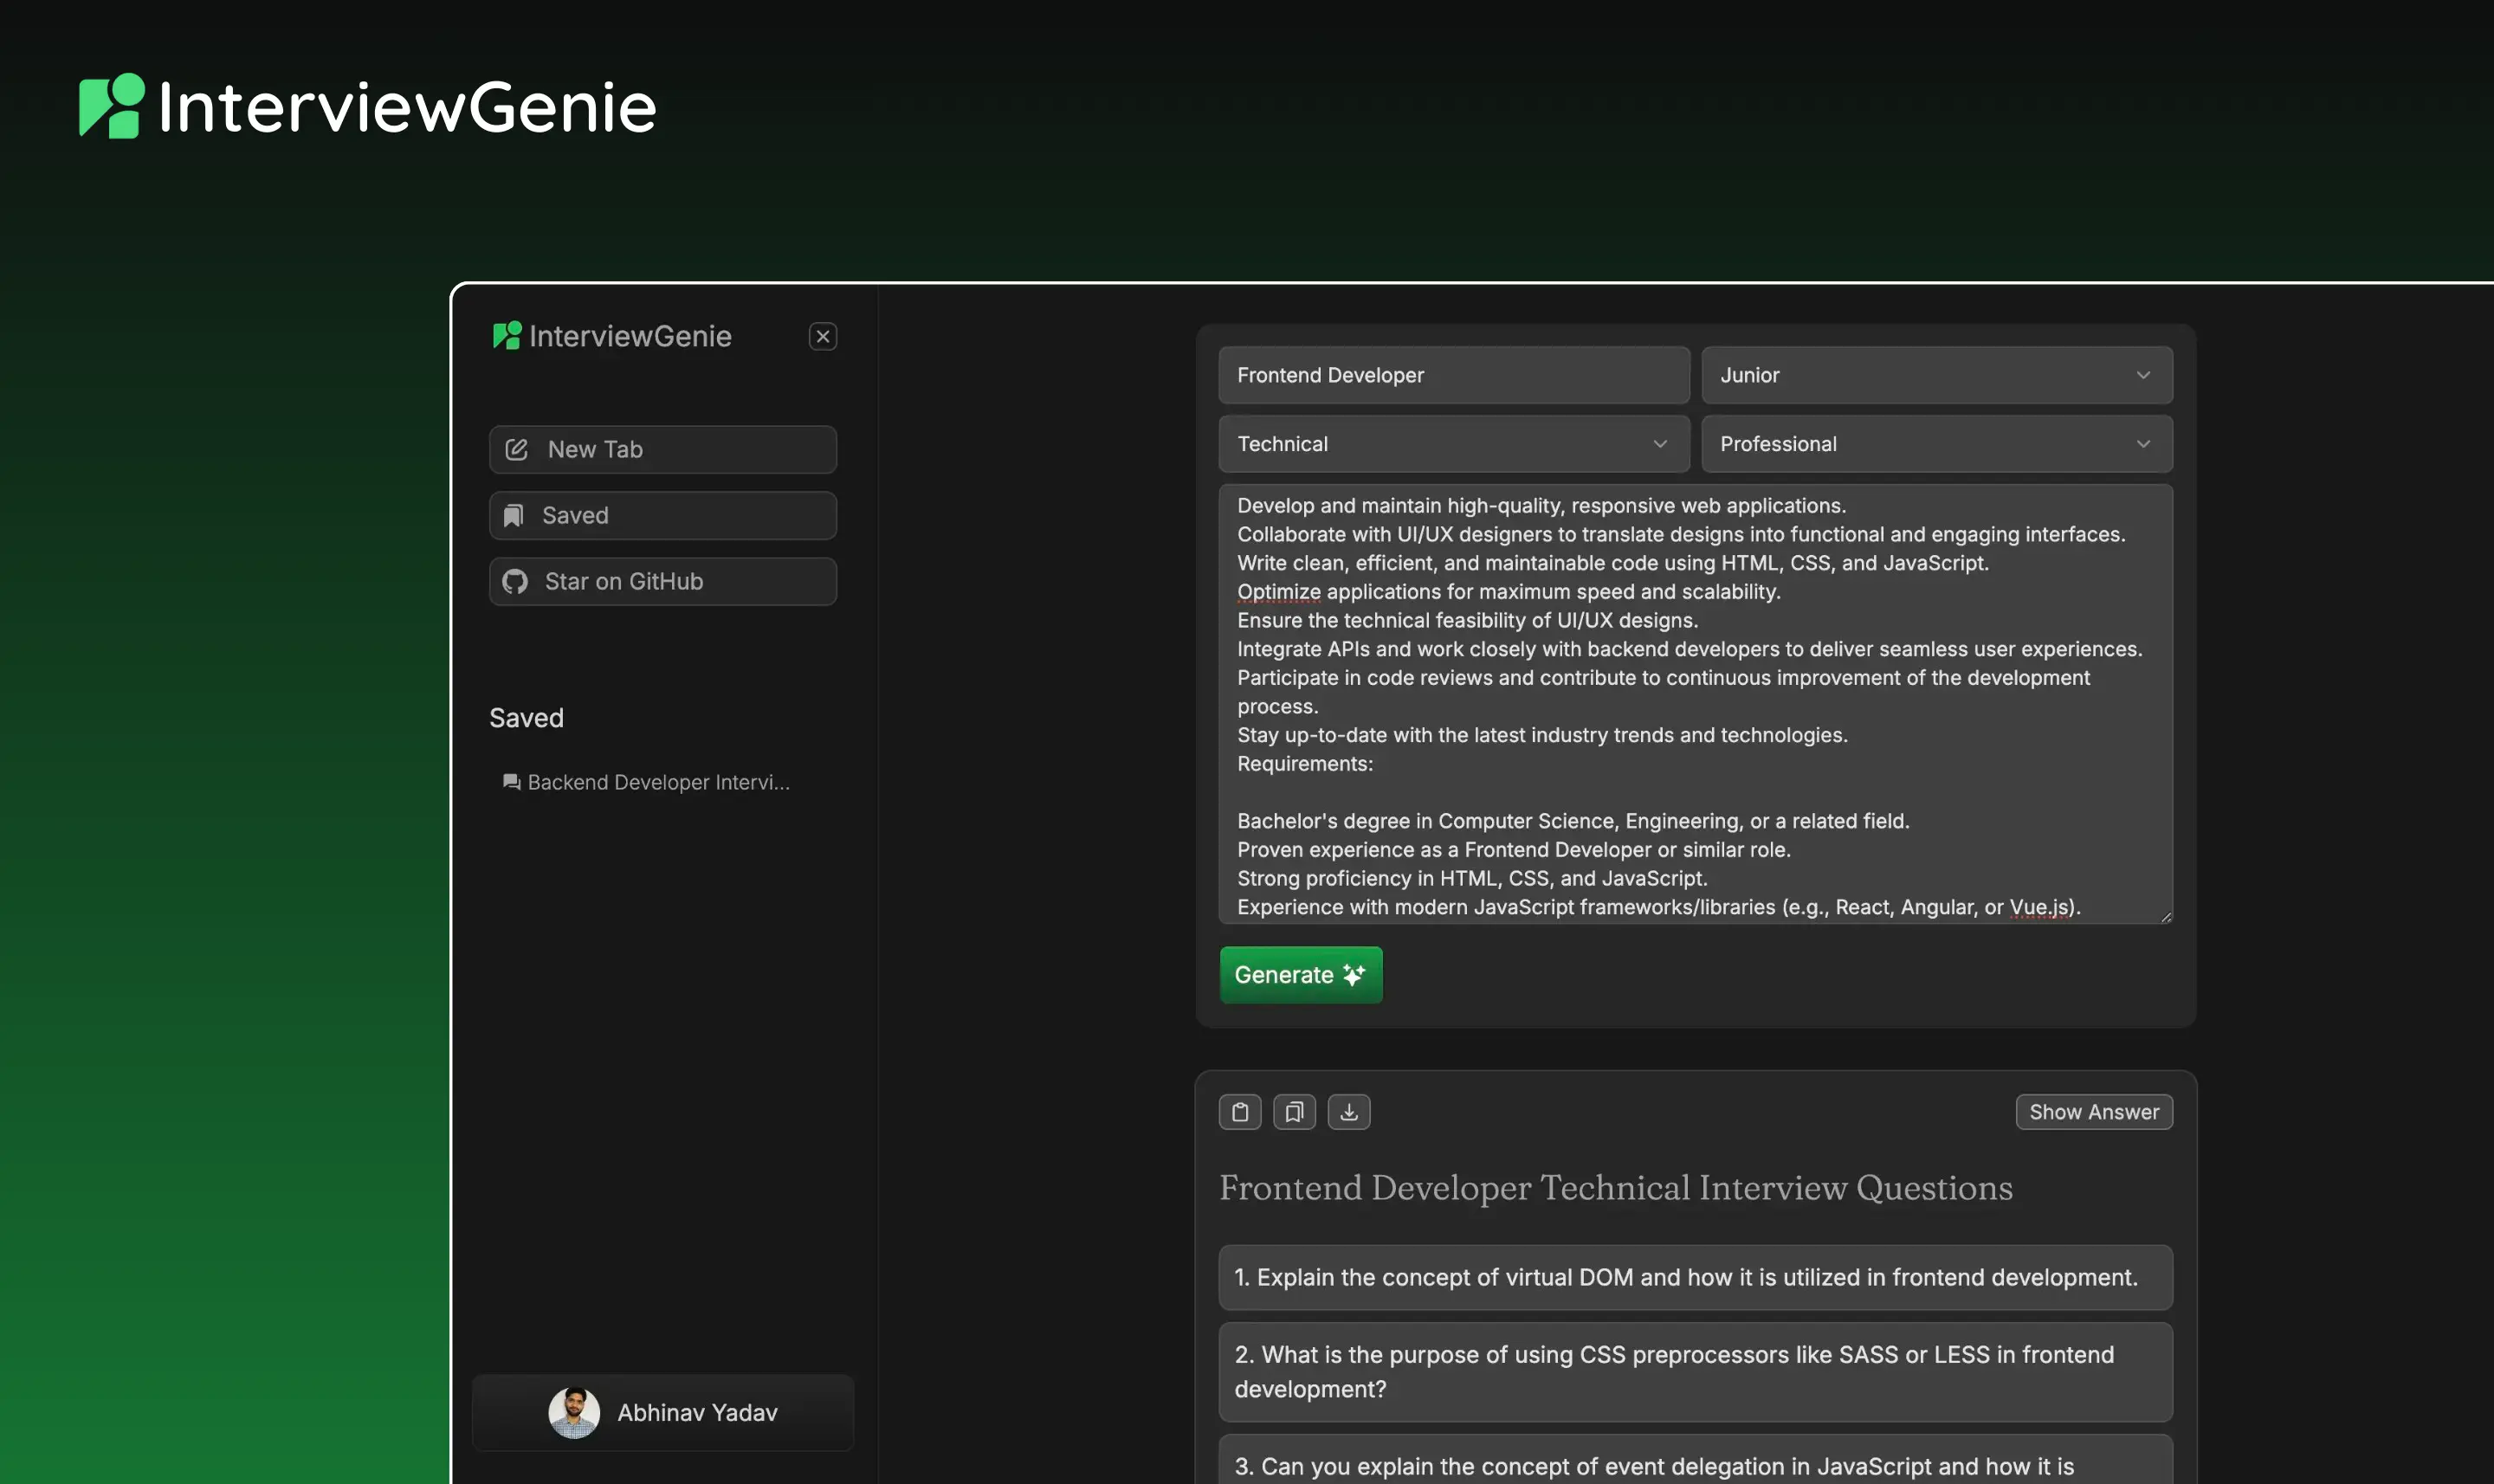 InterviewGenie
InterviewGenie
New Tab
Saved
Star on GitHub
Saved
Backend Developer Intervi...
Abhinav Yadav
Frontend Developer
Junior
Technical
Professional
Develop and maintain high-quality, responsive web applications.
Collaborate with UI/UX designers to translate designs into functional and engaging interfaces.
Write clean, efficient, and maintainable code using HTML, CSS, and JavaScript.
Optimize applications for maximum speed and scalability.
Ensure the technical feasibility of UI/UX designs.
Integrate APIs and work closely with backend developers to deliver seamless user experiences.
Participate in code reviews and contribute to continuous improvement of the development
process.
Stay up-to-date with the latest industry trends and technologies.
Requirements:
Bachelor's degree in Computer Science, Engineering, or a related field.
Proven experience as a Frontend Developer or similar role.
Strong proficiency in HTML, CSS, and JavaScript.
Experience with modern JavaScript frameworks/libraries (e.g., React, Angular, or Vue.js).
Generate
Show Answer
Frontend Developer Technical Interview Questions
1. Explain the concept of virtual DOM and how it is utilized in frontend development.
2. What is the purpose of using CSS preprocessors like SASS or LESS in frontend
development?
3. Can you explain the concept of event delegation in JavaScript and how it is